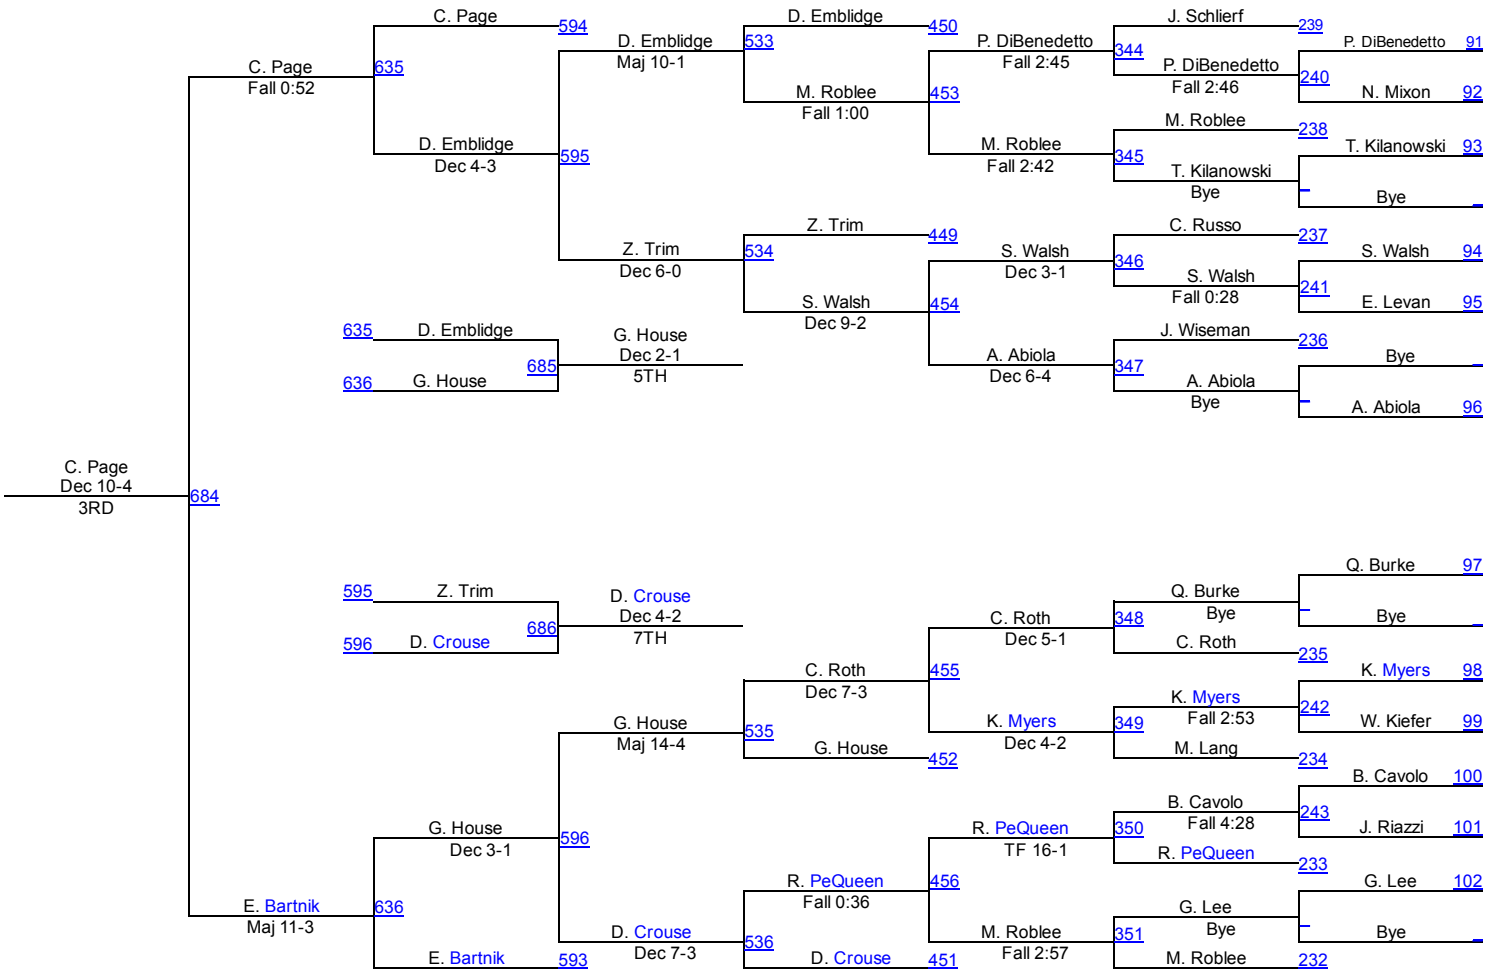 C. Page
594
D. Emblidge
450
J. Schlierf
239
D. Emblidge
533
P. DiBenedetto
344
P. DiBenedetto
91
Maj 10-1
Fall 2:45
C. Page
635
P. DiBenedetto
240
Fall 0:52
Fall 2:46
M. Roblee
453
N. Mixon
92
Fall 1:00
M. Roblee
238
D. Emblidge
595
M. Roblee
345
T. Kilanowski
93
Dec 4-3
Fall 2:42
T. Kilanowski
Bye
Bye
Z. Trim
449
C. Russo
237
Z. Trim
534
S. Walsh
346
S. Walsh
94
Dec 6-0
Dec 3-1
S. Walsh
241
Fall 0:28
S. Walsh
454
E. Levan
95
Dec 9-2
635
D. Emblidge
G. House
J. Wiseman
236
Dec 2-1
685
5TH
A. Abiola
347
Bye
Dec 6-4
636
G. House
A. Abiola
Bye
A. Abiola
96
C. Page
Dec 10-4
684
3RD
Q. Burke
97
595
Z. Trim
D. Crouse
Q. Burke
Bye
Dec 4-2
686
7TH
C. Roth
348
Bye
Dec 5-1
596
D. Crouse
C. Roth
235
C. Roth
455
K. Myers
98
Dec 7-3
K. Myers
242
Fall 2:53
G. House
535
K. Myers
349
W. Kiefer
99
Maj 14-4
Dec 4-2
G. House
452
M. Lang
234
B. Cavolo
100
B. Cavolo
243
Fall 4:28
G. House
596
R. PeQueen
350
J. Riazzi
101
Dec 3-1
TF 16-1
R. PeQueen
233
R. PeQueen
456
G. Lee
102
Fall 0:36
E. Bartnik
636
G. Lee
Bye
Maj 11-3
D. Crouse
536
M. Roblee
351
Bye
Dec 7-3
Fall 2:57
E. Bartnik
593
D. Crouse
451
M. Roblee
232